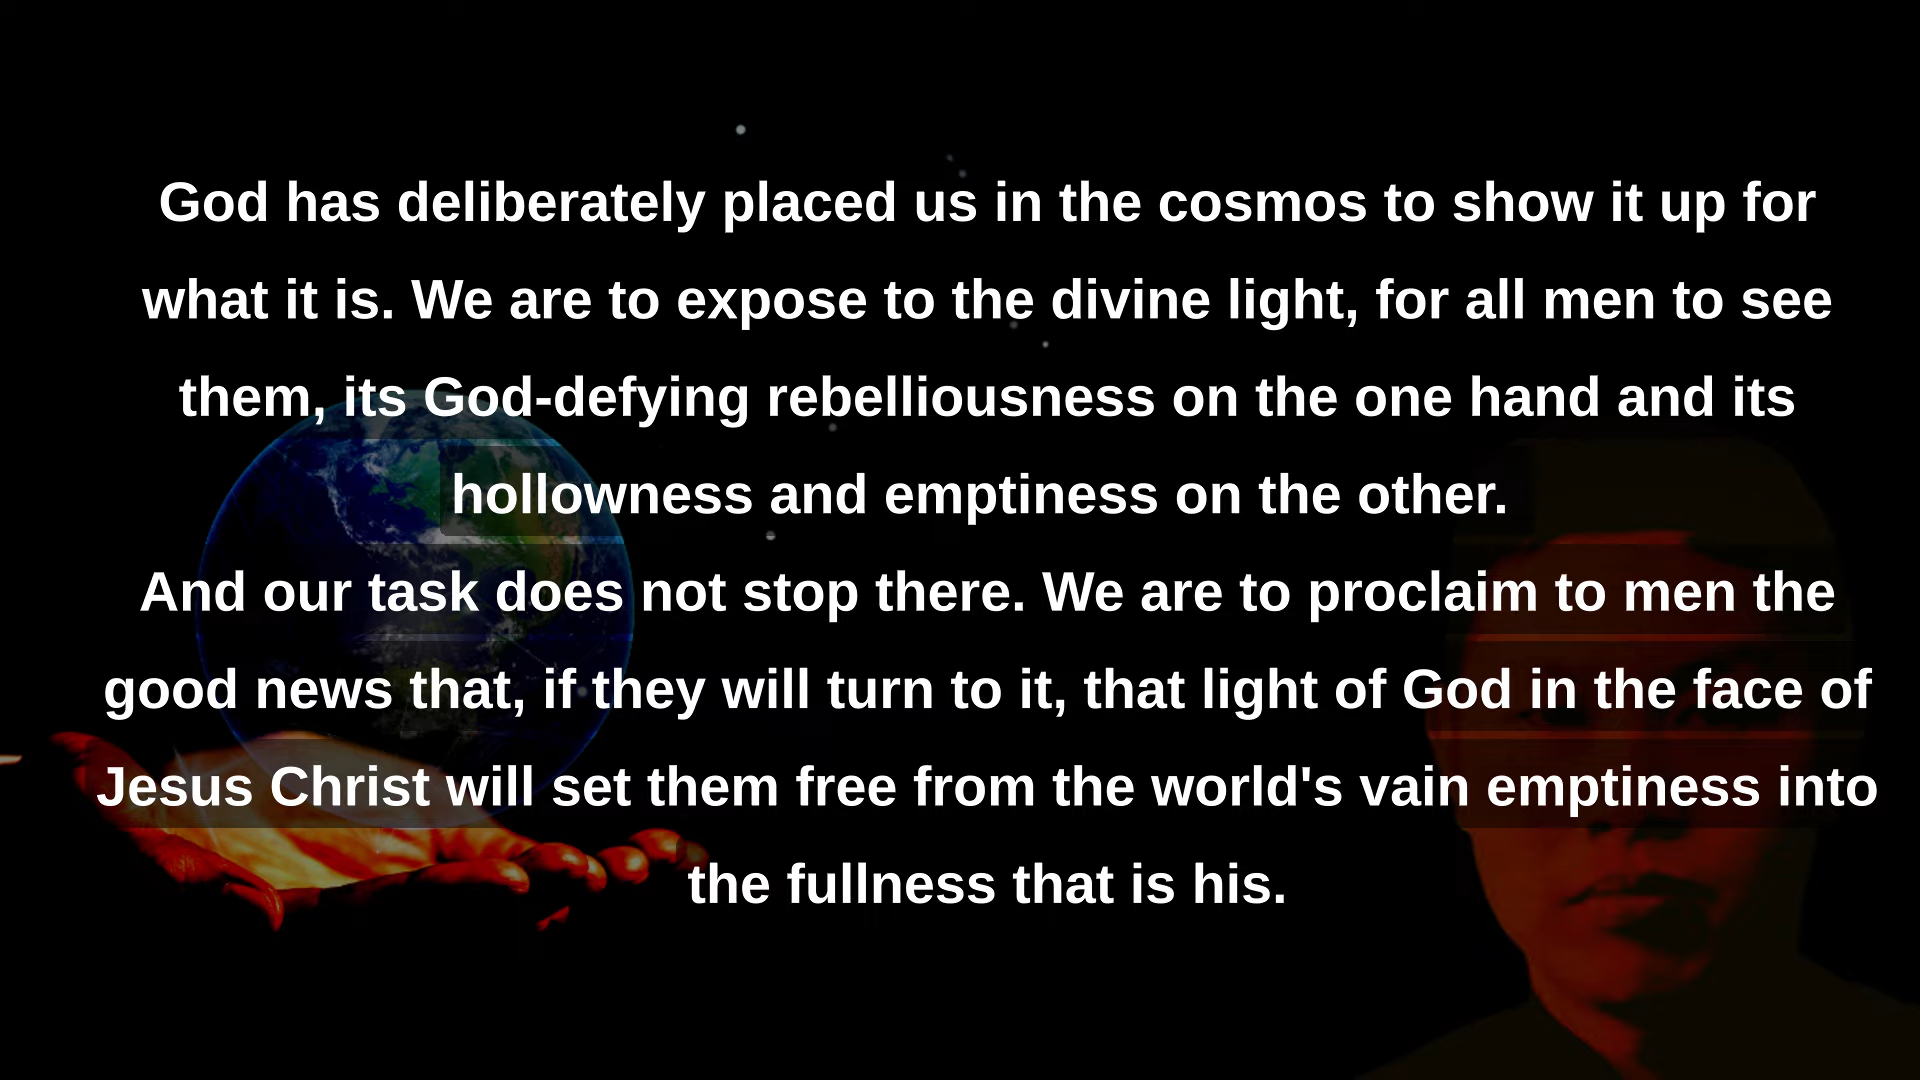 God has deliberately placed us in the cosmos to show it up for
what it is. We are to expose to the divine light, for all men to see
them, its God-defying rebelliousness on the one hand and its
hollowness and emptiness on the other.
And our task does not stop there. We are to proclaim to men the
good news that, if they will turn to it, that light of God in the face of
Jesus Christ will set them free from the world's vain emptiness into
the fullness that is his.